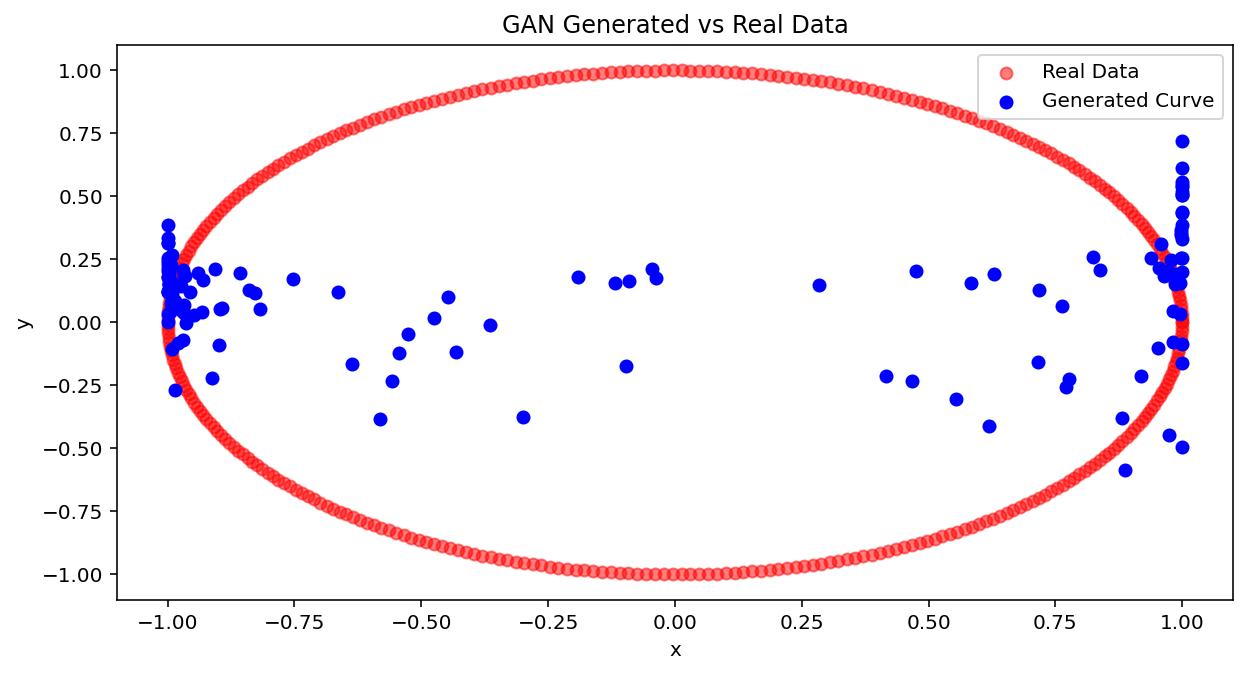 GAN Generated vs Real Data
Real Data
Generated Curve
1.00
0.75
0.50
0.25
0.00
−0.25
−0.50
−0.75
−1.00
y
−1.00 −0.75 −0.50 −0.25 0.00 0.25 0.50 0.75 1.00
x